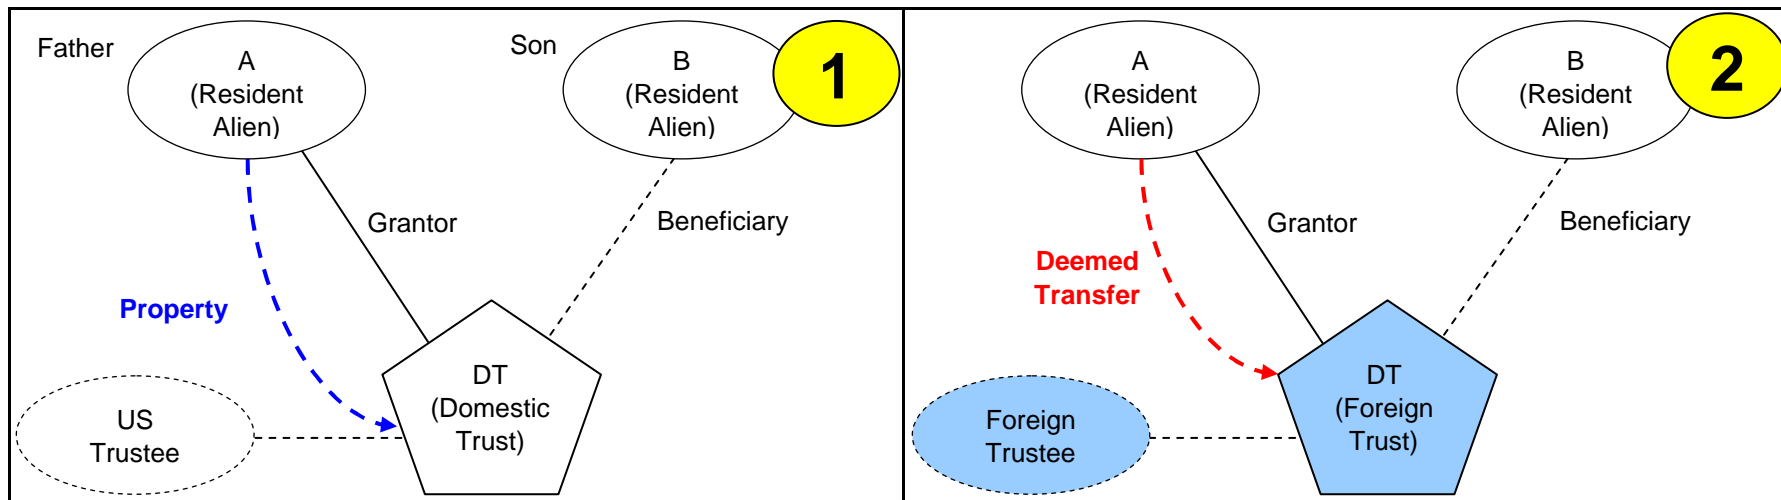 Father
A
(Resident
Alien)
Son
B
(Resident
Alien)
1
Grantor
Beneficiary
Property
DT
(Domestic
Trust)
US
Trustee
A
(Resident
Alien)
B
(Resident
Alien)
2
Grantor
Beneficiary
Deemed
Transfer
DT
(Foreign
Trust)
Foreign
Trustee